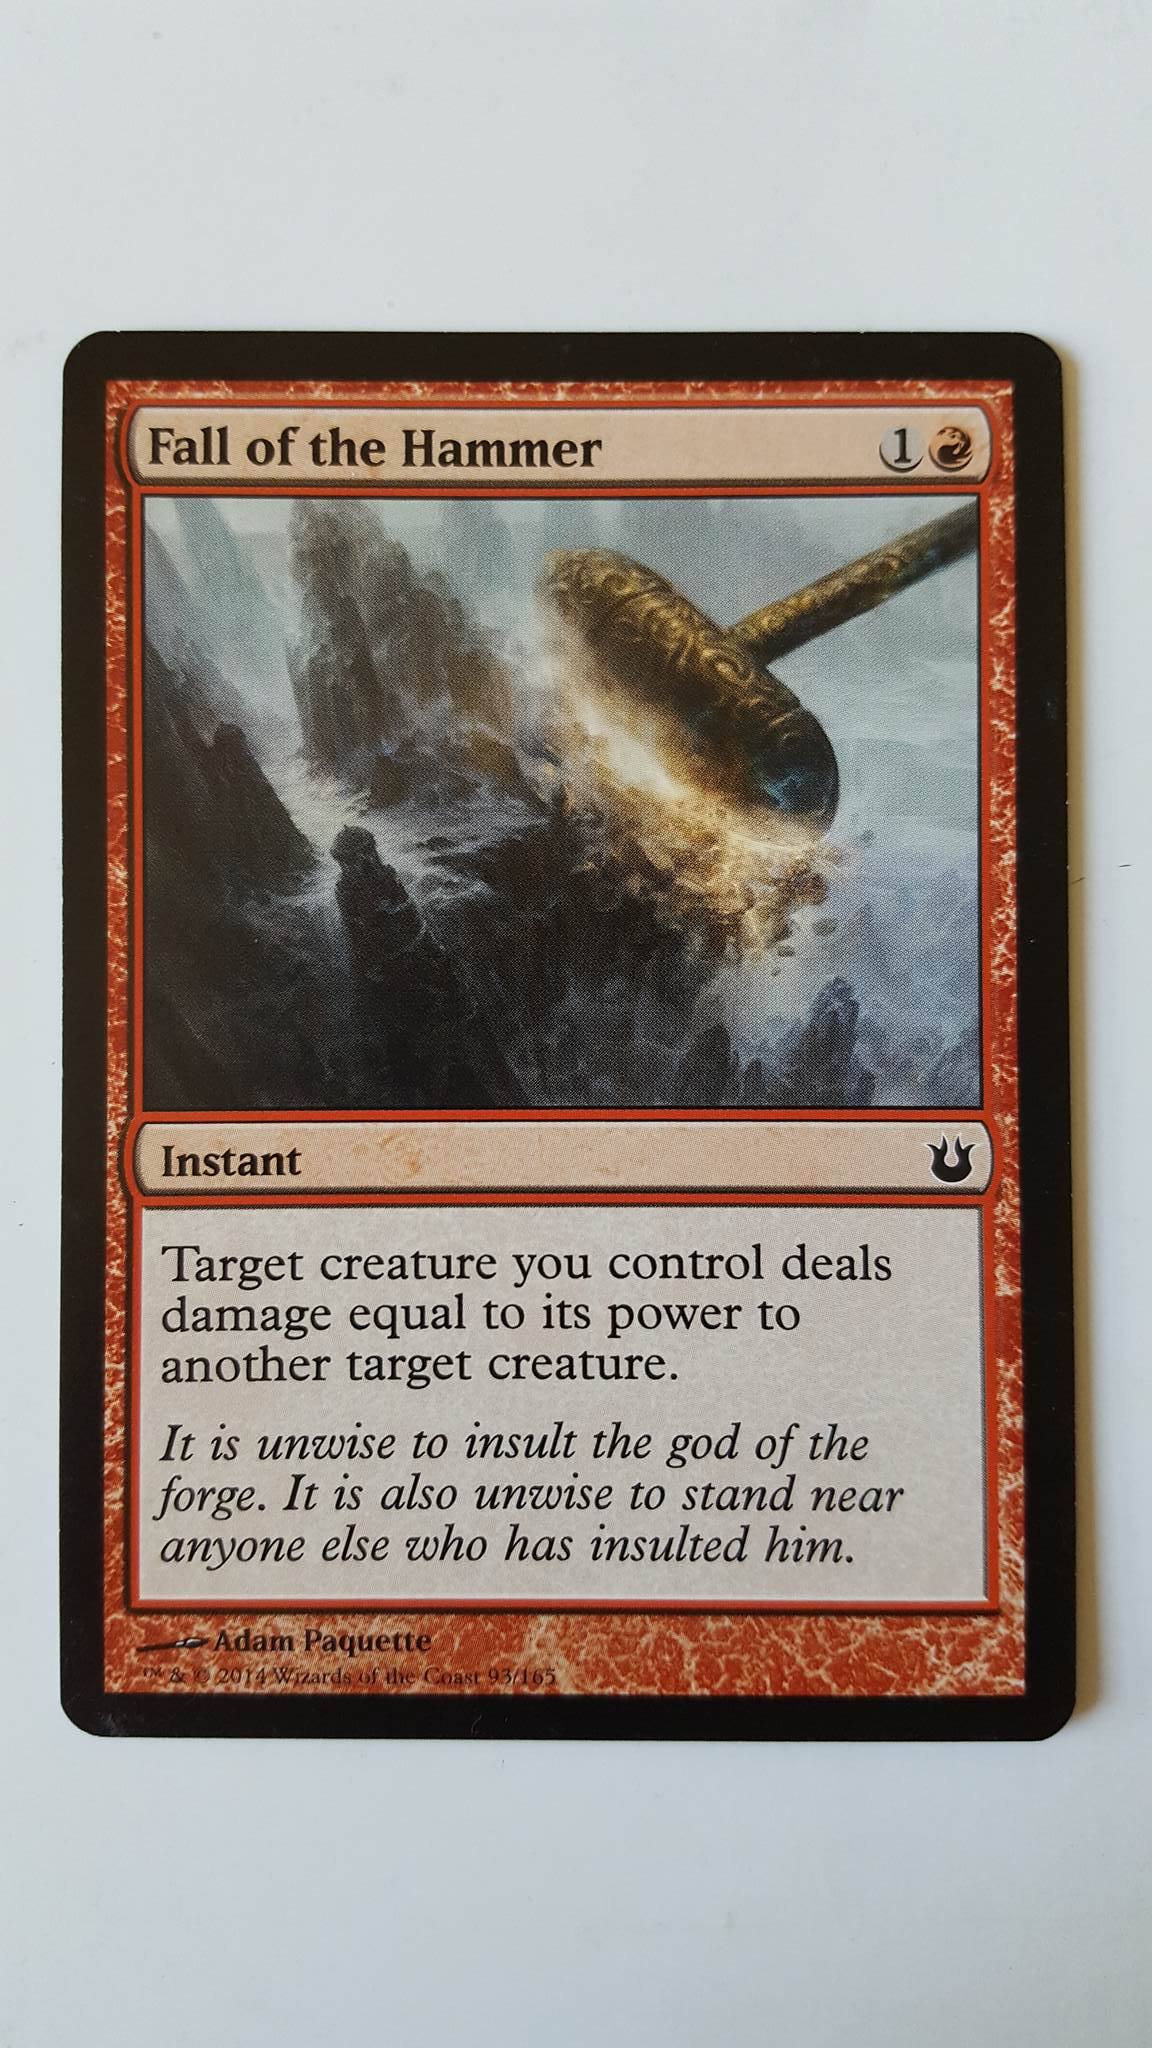 Fall of the Hammer 1
Instant
Target creature you control deals
damage equal to its power to
another target creature.
It is unwise to insult the god of the
forge. It is also unwise to stand near
anyone else who has insulted him.
Adam Paquette
™ & © 2014 Wizards of the Coast 93/165